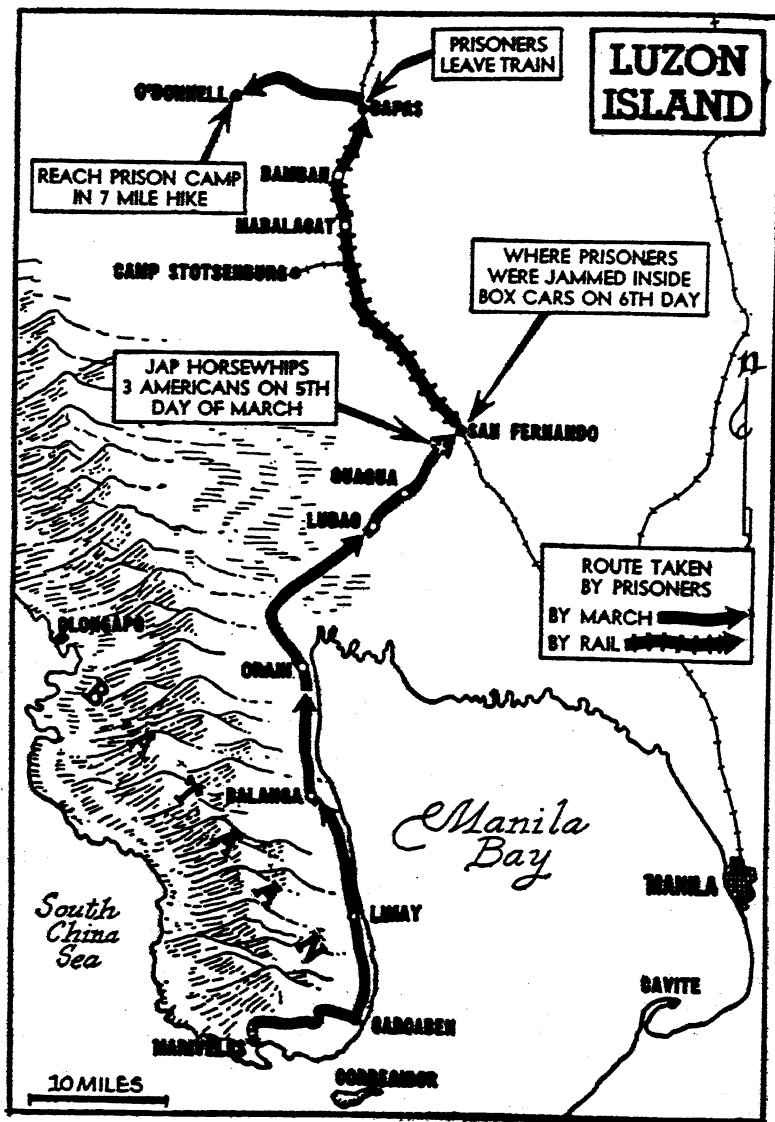 LUZON
ISLAND
PRISONERS
LEAVE TRAIN
O'DONNELL
CAPAS
REACH PRISON CAMP
IN 7 MILE HIKE
BAMBAN
MABALACAT
CAMP STOTSENBURG
WHERE PRISONERS
WERE JAMMED INSIDE
BOX CARS ON 6TH DAY
JAP HORSEWHIPS
3 AMERICANS ON 5TH
DAY OF MARCH
n
SAN FERNANDO
GUAGUA
LUBAO
ROUTE TAKEN
BY PRISONERS
BY MARCH
BY RAIL
OLONGAPO
ORANI
BATAAN
BALANGA
Manila
Bay
MANILA
LIMAY
South
China
Sea
CAVITE
CABCABEN
MARIVELES
CORREGIDOR
10 MILES